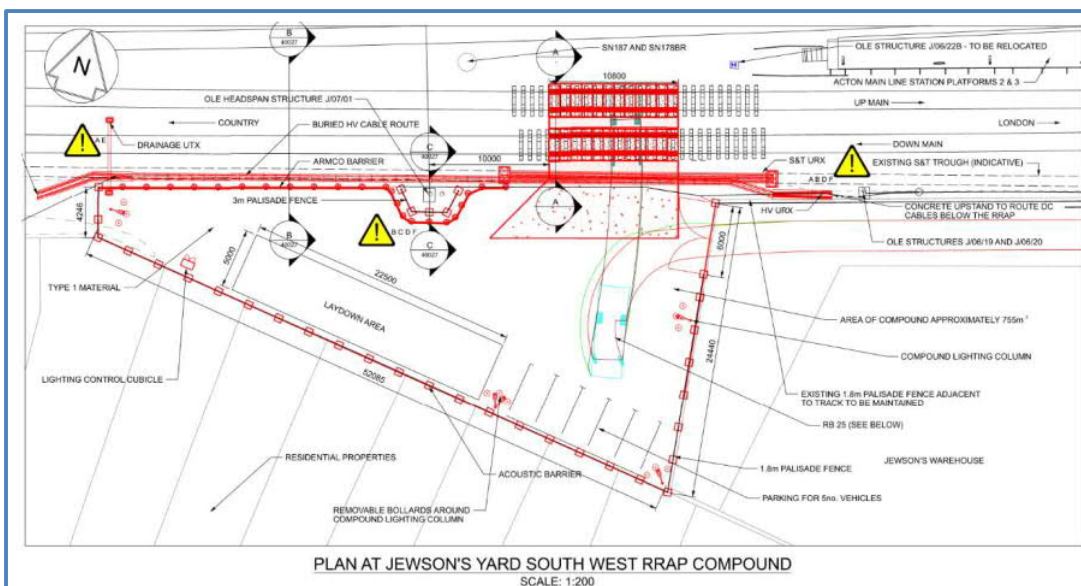 B
40027
A
SN187 AND SN178BR
OLE STRUCTURE J/06/22B - TO BE RELOCATED
H
N
10800
ACTON MAIN LINE STATION PLATFORMS 2 & 3
OLE HEADSPAN STRUCTURE J/07/01
UP MAIN
COUNTRY
LONDON
BURIED HV CABLE ROUTE
C
40027
DOWN MAIN
A E
DRAINAGE UTX
10000
S&T URX
EXISTING S&T TROUGH (INDICATIVE)
ARMCO BARRIER
A B D F
3m PALISADE FENCE
4246
A
HV URX
CONCRETE UPSTAND TO ROUTE DC
CABLES BELOW THE RRAP
B C D F
B
40027
C
40027
6000
OLE STRUCTURES J/06/19 AND J/06/20
5000
22500
TYPE 1 MATERIAL
LAYDOWN AREA
AREA OF COMPOUND APPROXIMATELY 755m²
24440
COMPOUND LIGHTING COLUMN
LIGHTING CONTROL CUBICLE
52085
EXISTING 1.8m PALISADE FENCE ADJACENT
TO TRACK TO BE MAINTAINED
RB 25 (SEE BELOW)
RESIDENTIAL PROPERTIES
JEWSON'S WAREHOUSE
1.8m PALISADE FENCE
ACOUSTIC BARRIER
PARKING FOR 5no. VEHICLES
REMOVABLE BOLLARDS AROUND
COMPOUND LIGHTING COLUMN
PLAN AT JEWSON'S YARD SOUTH WEST RRAP COMPOUND
SCALE: 1:200